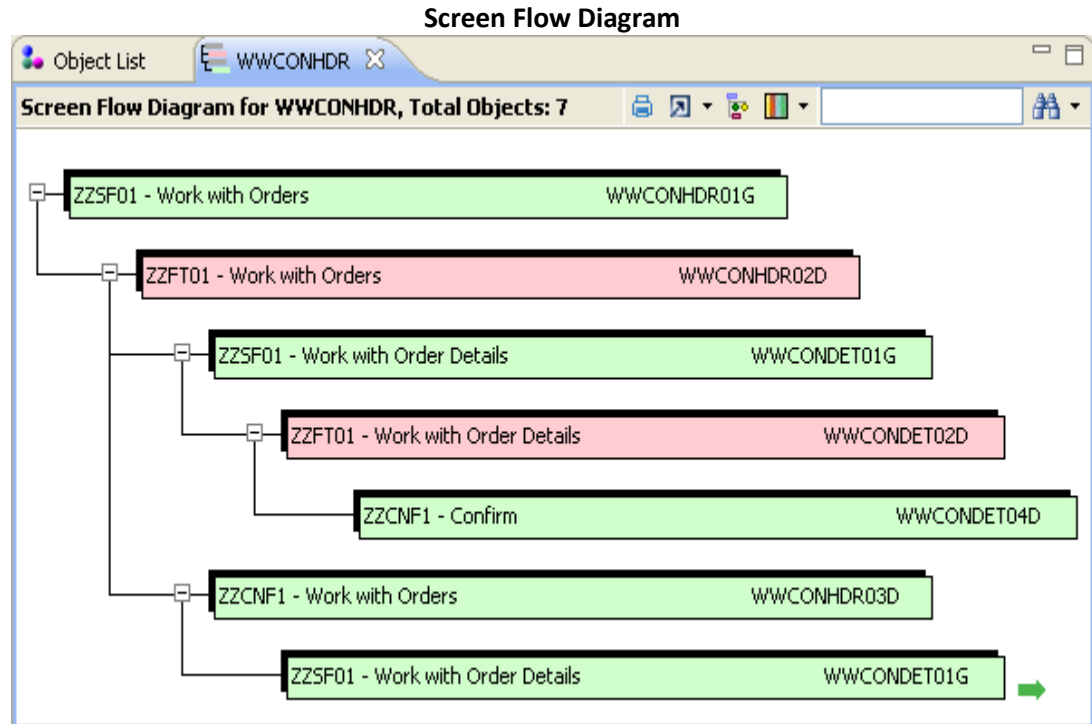 Screen Flow Diagram
Object List WWCONHDR
Screen Flow Diagram for WWCONHDR, Total Objects: 7
ZZSF01 - Work with Orders WWCONHDR01G
ZZFT01 - Work with Orders WWCONHDR02D
ZZSF01 - Work with Order Details WWCONDET01G
ZZFT01 - Work with Order Details WWCONDET02D
ZZCNF1 - Confirm WWCONDET04D
ZZCNF1 - Work with Orders WWCONHDR03D
ZZSF01 - Work with Order Details WWCONDET01G